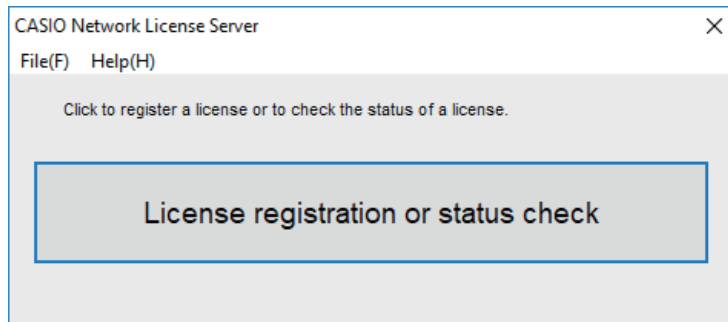 CASIO Network License Server
File(F) Help(H)
Click to register a license or to check the status of a license.
License registration or status check